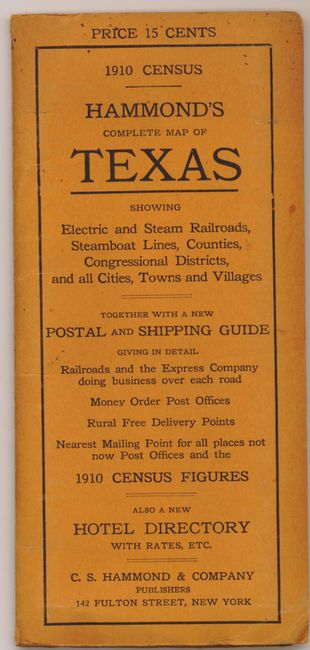 PRICE 15 CENTS
1910 CENSUS
HAMMOND'S
COMPLETE MAP OF
TEXAS
SHOWING
Electric and Steam Railroads,
Steamboat Lines, Counties,
Congressional Districts,
and all Cities, Towns and Villages
TOGETHER WITH A NEW
POSTAL AND SHIPPING GUIDE
GIVING IN DETAIL
Railroads and the Express Company
doing business over each road
Money Order Post Offices
Rural Free Delivery Points
Nearest Mailing Point for all places not
now Post Offices and the
1910 CENSUS FIGURES
ALSO A NEW
HOTEL DIRECTORY
WITH RATES, ETC.
C. S. HAMMOND & COMPANY
PUBLISHERS
142 FULTON STREET, NEW YORK